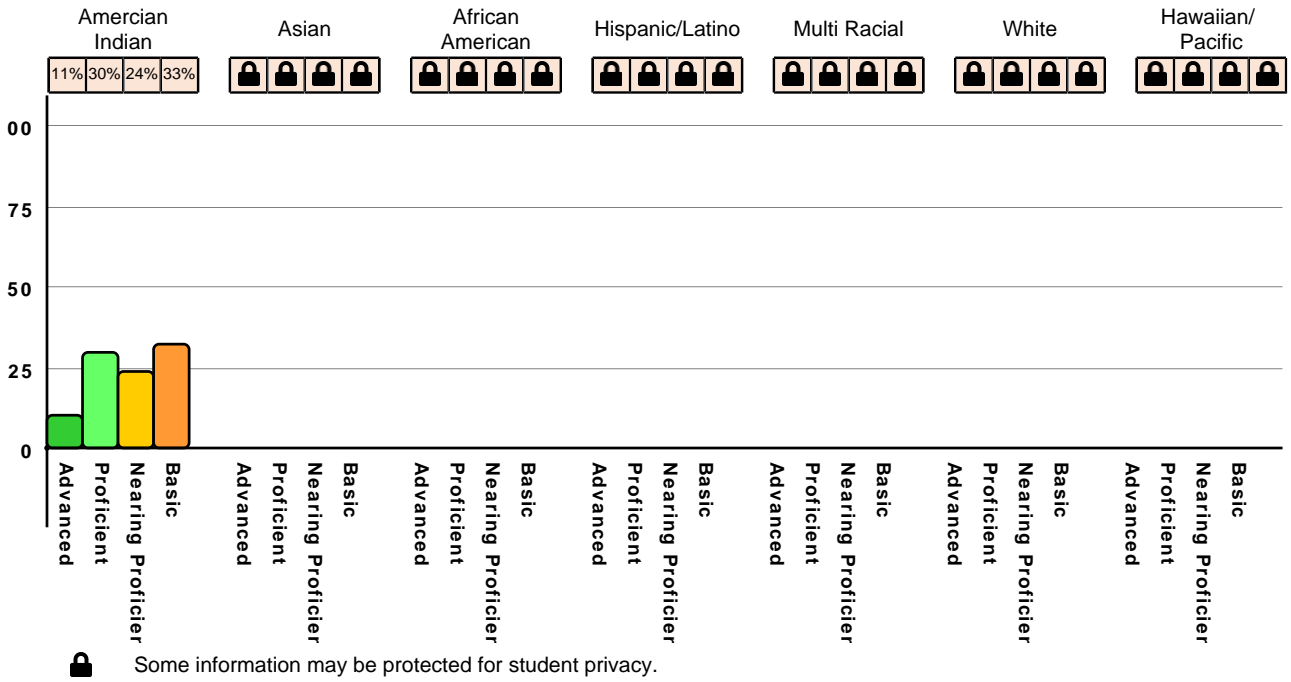 Amercian
Indian
Asian
African
American
Hispanic/Latino
Multi Racial
White
Hawaiian/
Pacific
11% 30% 24% 33%
00
75
50
25
0
Advanced
Proficient
Nearing Proficier
Basic
Advanced
Proficient
Nearing Proficier
Basic
Advanced
Proficient
Nearing Proficier
Basic
Advanced
Proficient
Nearing Proficier
Basic
Advanced
Proficient
Nearing Proficier
Basic
Advanced
Proficient
Nearing Proficier
Basic
Advanced
Proficient
Nearing Proficier
Basic
Some information may be protected for student privacy.